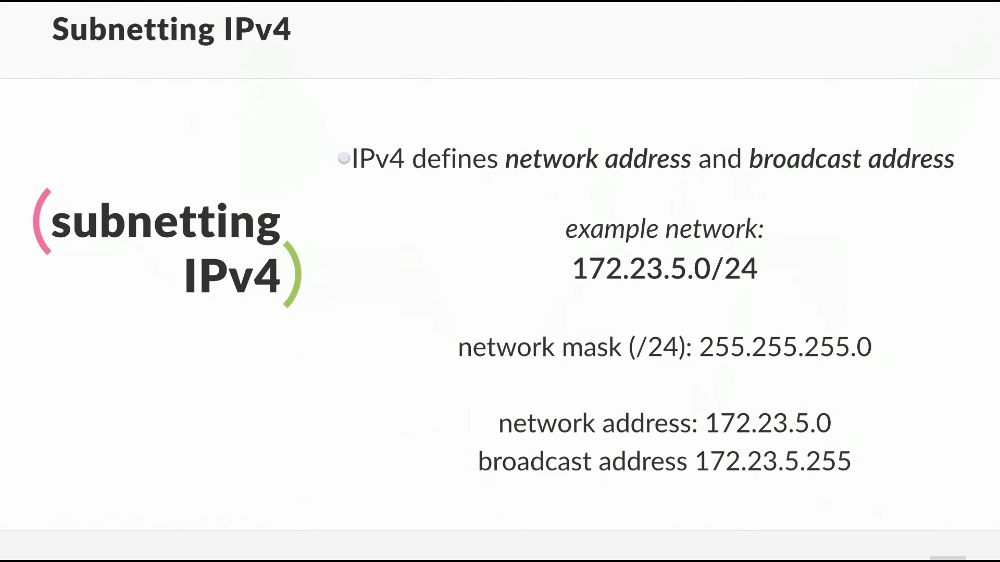 Subnetting IPv4
(subnetting
IPv4)
IPv4 defines network address and broadcast address
example network:
172.23.5.0/24
network mask (/24): 255.255.255.0
network address: 172.23.5.0
broadcast address 172.23.5.255